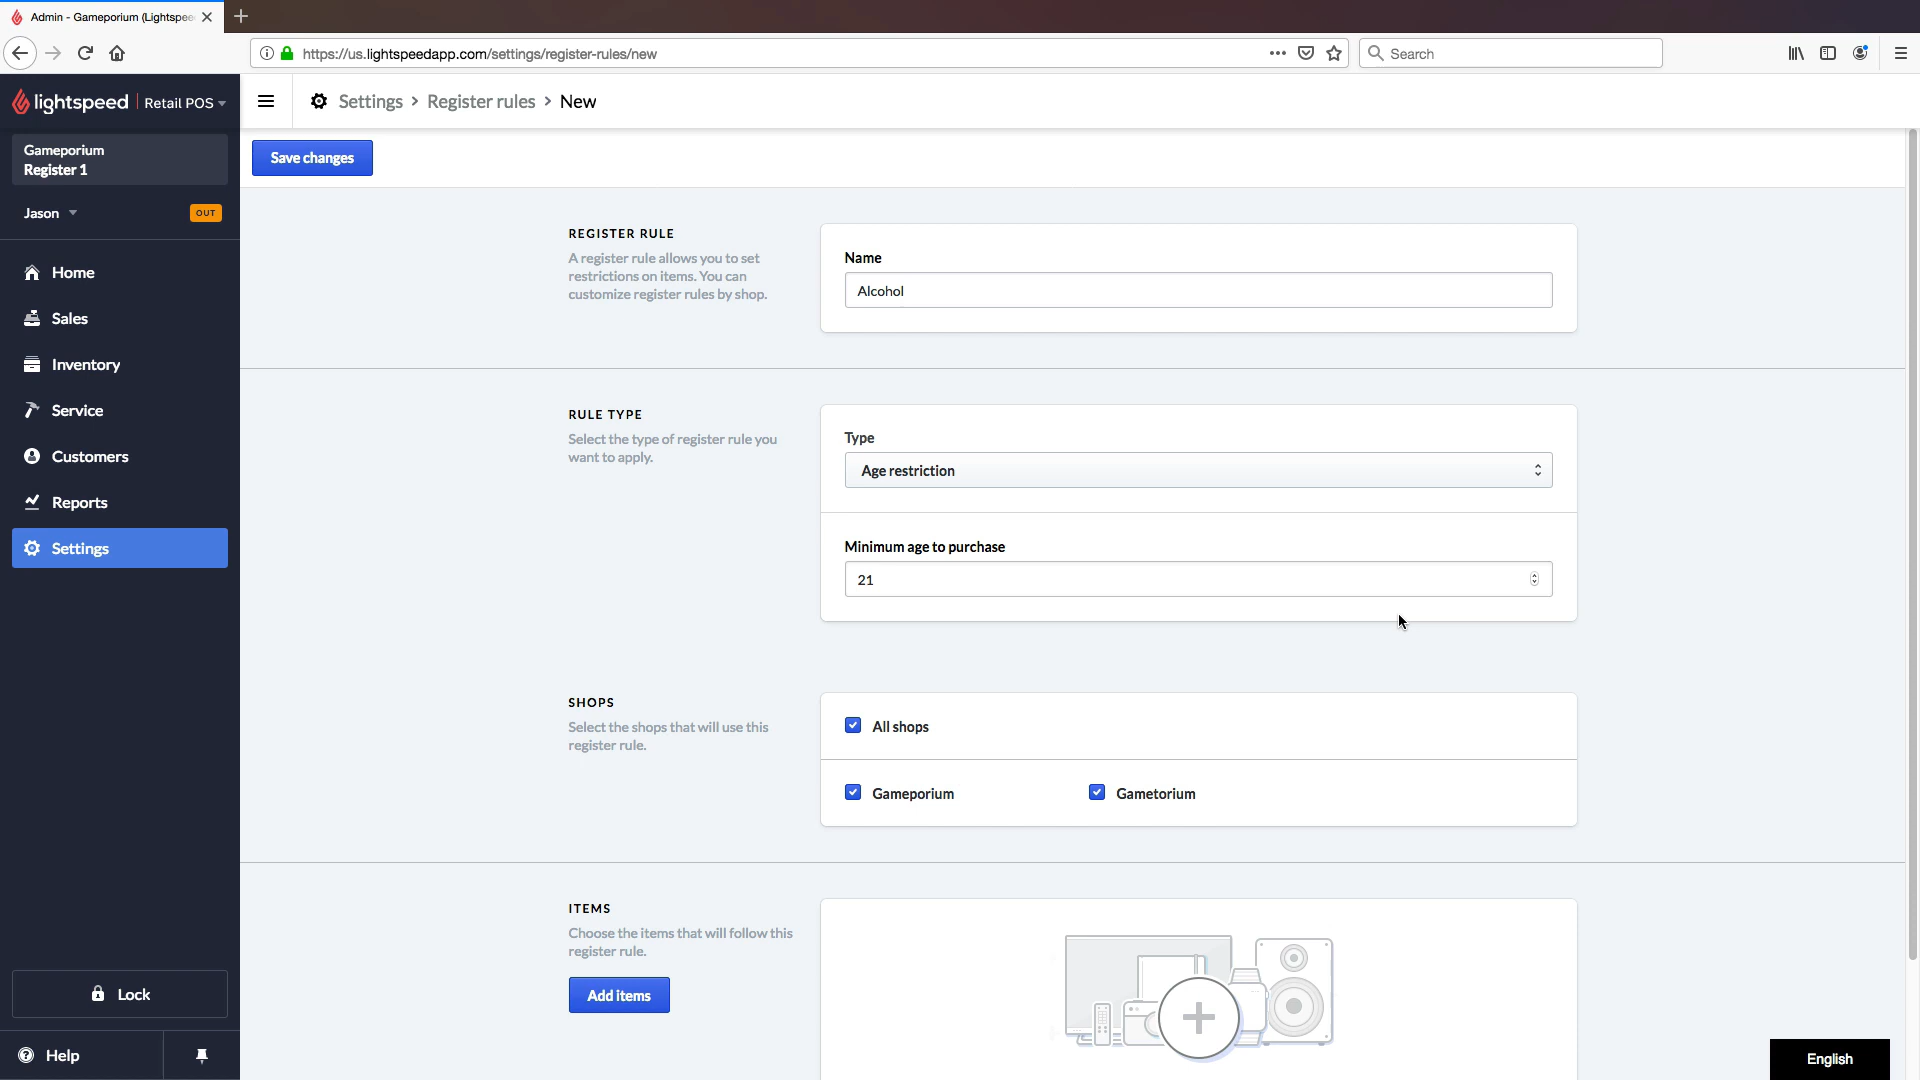 Admin - Gameporium (Lightspee
https://us.lightspeedapp.com/settings/register-rules/new
Search
lightspeed Retail POS
Settings > Register rules > New
Gameporium
Register 1
Save changes
Jason
OUT
Home
Sales
Inventory
Service
Customers
Reports
Settings
Lock
Help
REGISTER RULE
A register rule allows you to set
restrictions on items. You can
customize register rules by shop.
Name
Alcohol
RULE TYPE
Select the type of register rule you
want to apply.
Type
Age restriction
Minimum age to purchase
21
SHOPS
Select the shops that will use this
register rule.
All shops
Gameporium
Gametorium
ITEMS
Choose the items that will follow this
register rule.
Add items
English